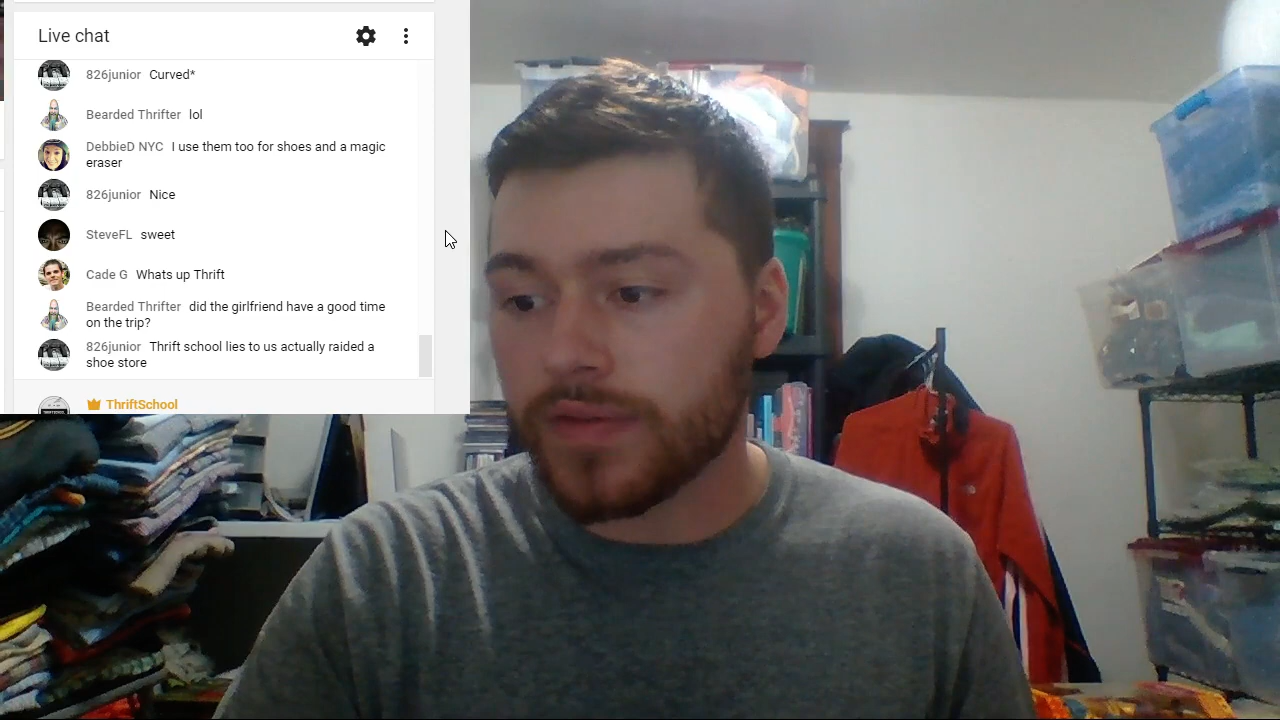 Live chat
826junior Curved*
Bearded Thrifter lol
DebbieD NYC I use them too for shoes and a magic
eraser
826junior Nice
SteveFL sweet
Cade G Whats up Thrift
Bearded Thrifter did the girlfriend have a good time
on the trip?
826junior Thrift school lies to us actually raided a
shoe store
ThriftSchool